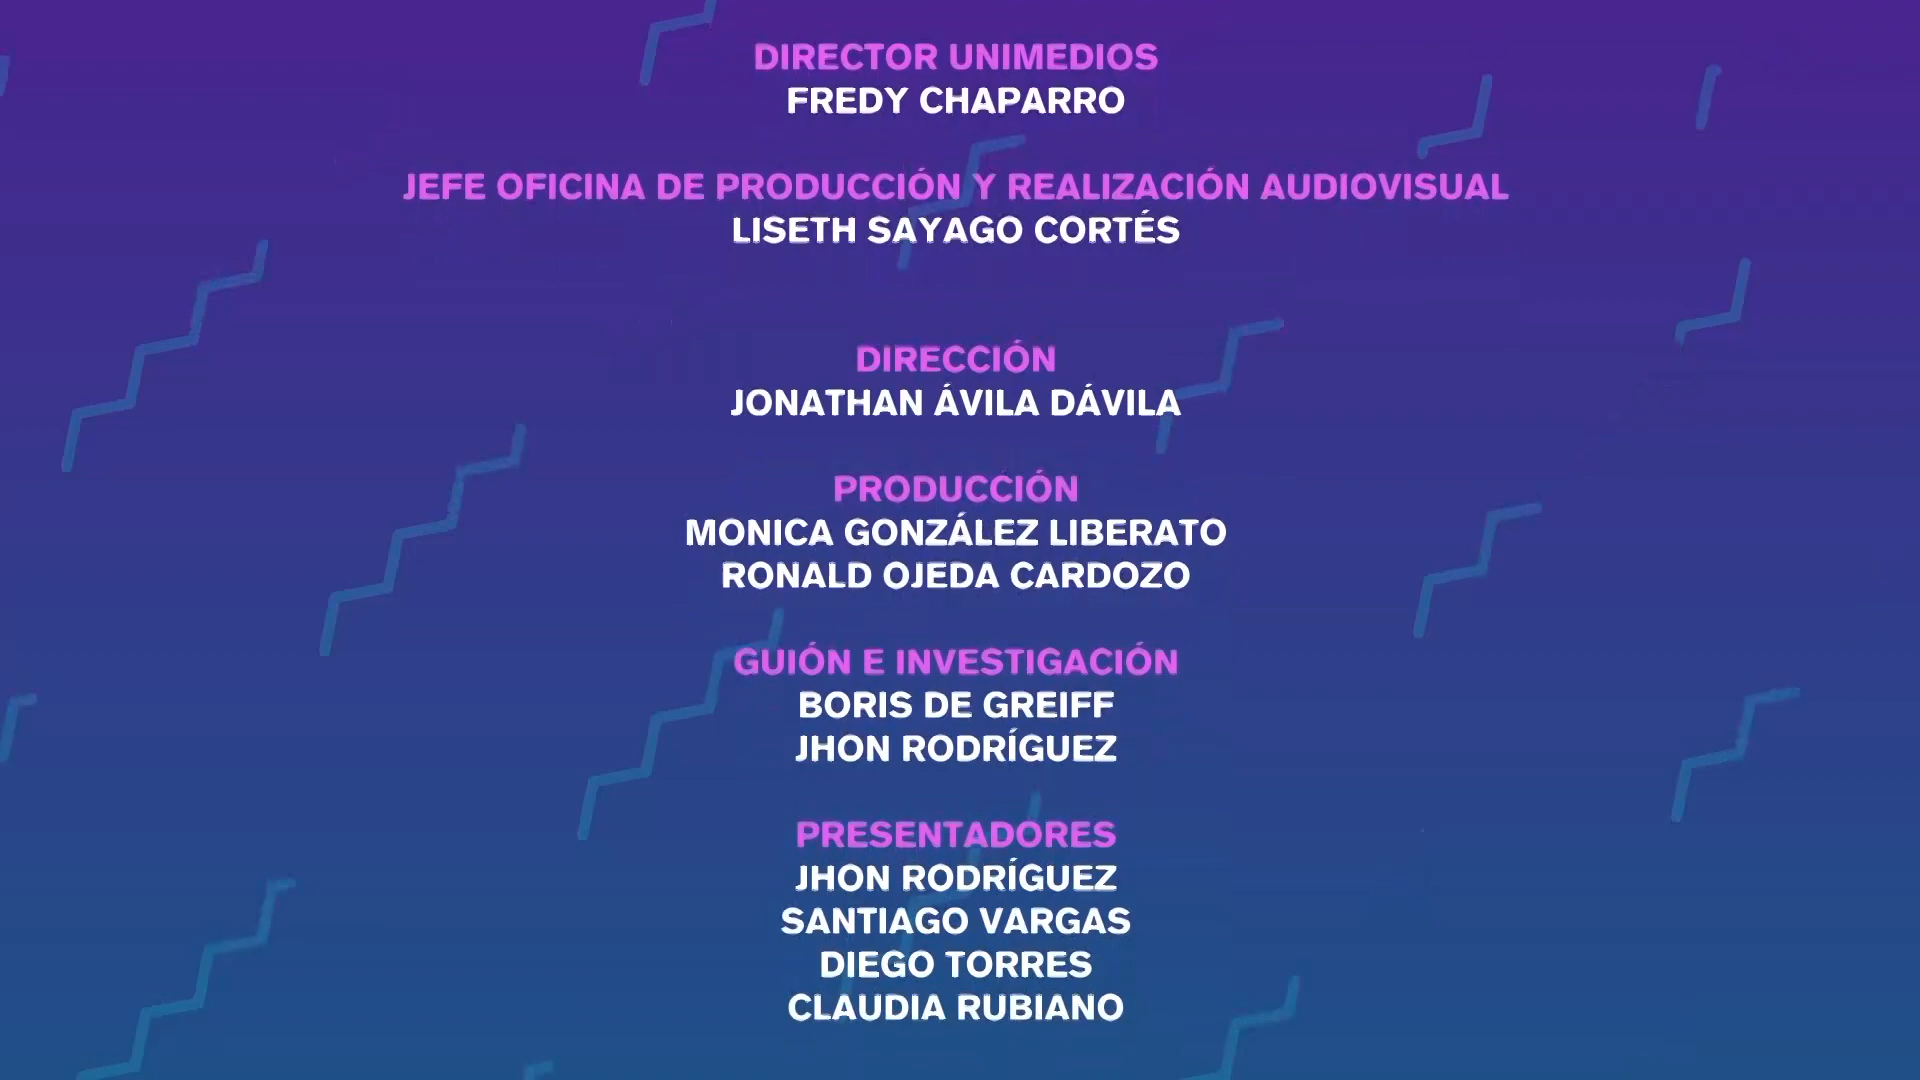 DIRECTOR UNIMEDIOS
FREDY CHAPARRO
JEFE OFICINA DE PRODUCCIÓN Y REALIZACIÓN AUDIOVISUAL
LISETH SAYAGO CORTÉS
DIRECCIÓN
JONATHAN ÁVILA DÁVILA
PRODUCCIÓN
MONICA GONZÁLEZ LIBERATO
RONALD OJEDA CARDOZO
GUIÓN E INVESTIGACIÓN
BORIS DE GREIFF
JHON RODRÍGUEZ
PRESENTADORES
JHON RODRÍGUEZ
SANTIAGO VARGAS
DIEGO TORRES
CLAUDIA RUBIANO